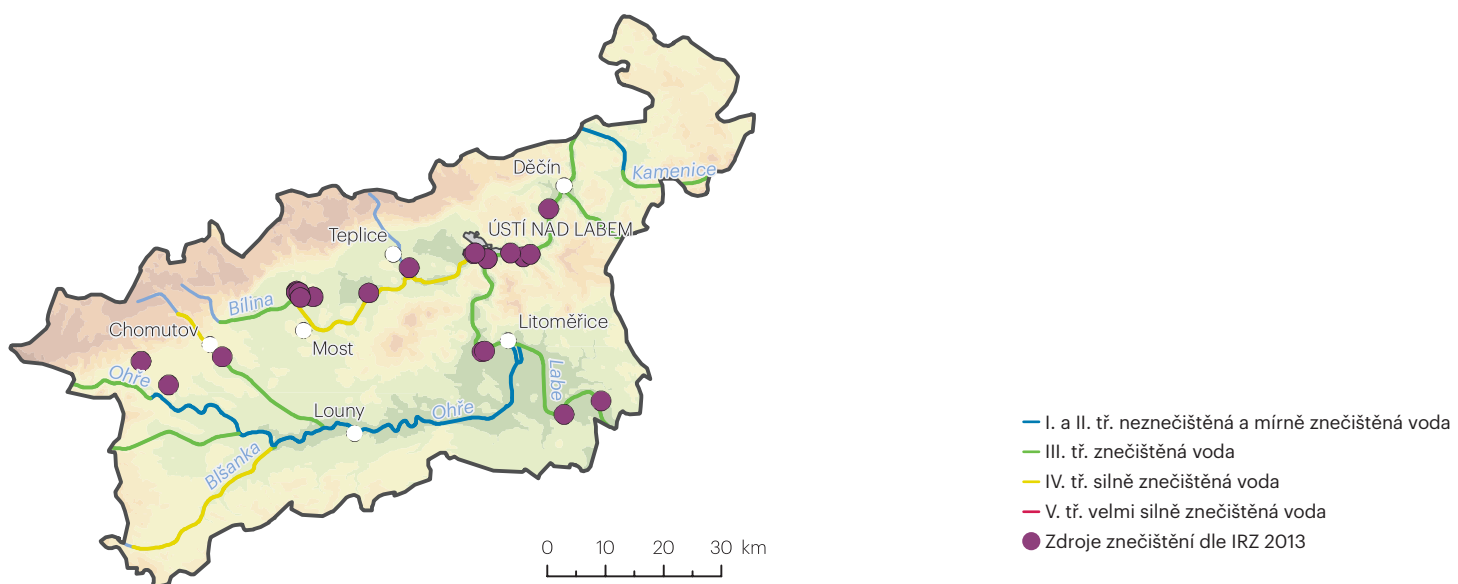 Děčín
Kamenice
ÚSTÍ NAD LABEM
Teplice
Bílina
Litoměřice
Chomutov
Most
Ohře
Labe
Louny
Ohře
Blšanka
0 10 20 30 km
I. a II. tř. neznečištěná a mírně znečištěná voda
III. tř. znečištěná voda
IV. tř. silně znečištěná voda
V. tř. velmi silně znečištěná voda
Zdroje znečištění dle IRZ 2013